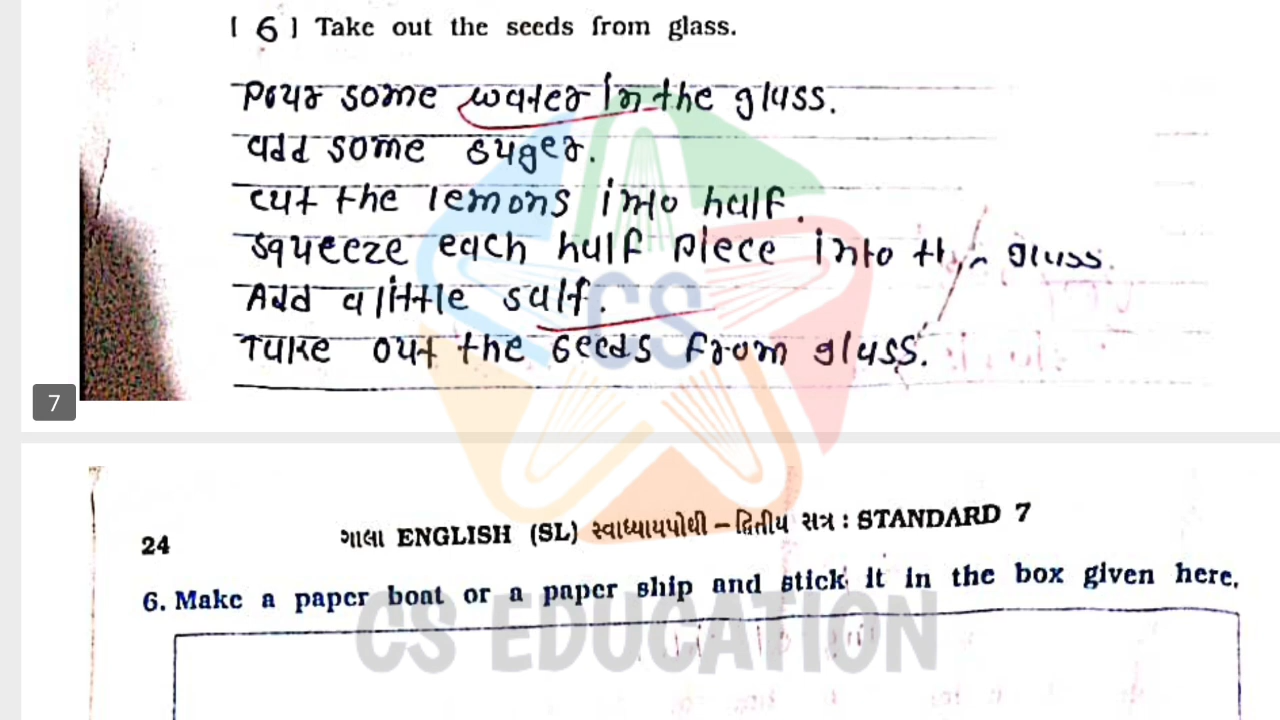 [ 6 ] Take out the seeds from glass.
Pour some water in the glass.
add some suger.
cut the lemons into half.
squeeze each half piece into the glass.
Add a little salt.
Take out the seeds from glass.
7
CS
24
ગાલા ENGLISH (SL) સ્વાધ્યાયપોથી – દ્વિતીય સત્ર : STANDARD 7
6. Make a paper boat or a paper ship and stick it in the box given here.
CS EDUCATION